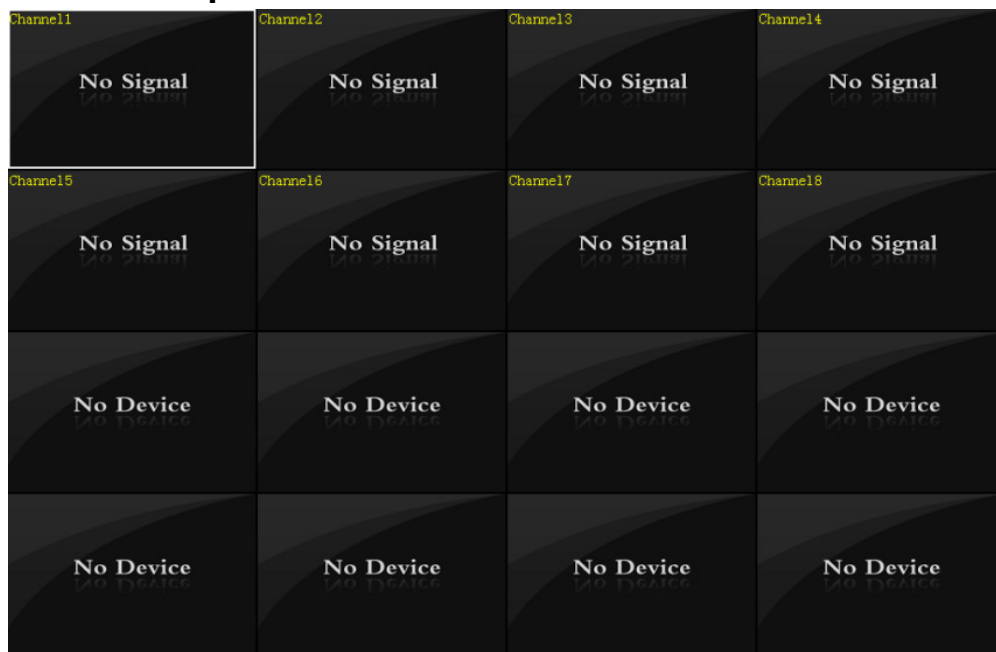 Channel1 Channel2 Channel3 Channel4
No Signal No Signal No Signal No Signal
Channel5 Channel6 Channel7 Channel8
No Signal No Signal No Signal No Signal
No Device No Device No Device No Device
No Device No Device No Device No Device